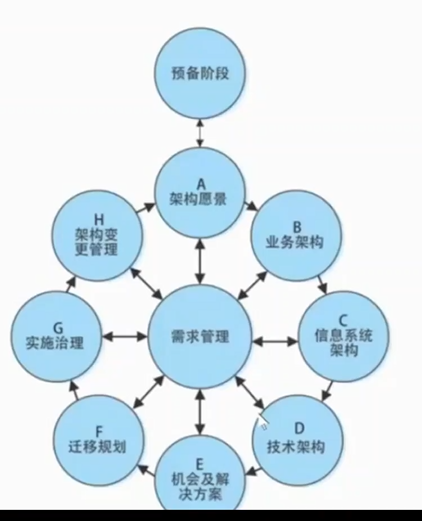 预备阶段
A
架构愿景
H
架构变
更管理
B
业务架构
G
实施治理
需求管理
C
信息系统
架构
F
迁移规划
D
技术架构
E
机会及解
决方案